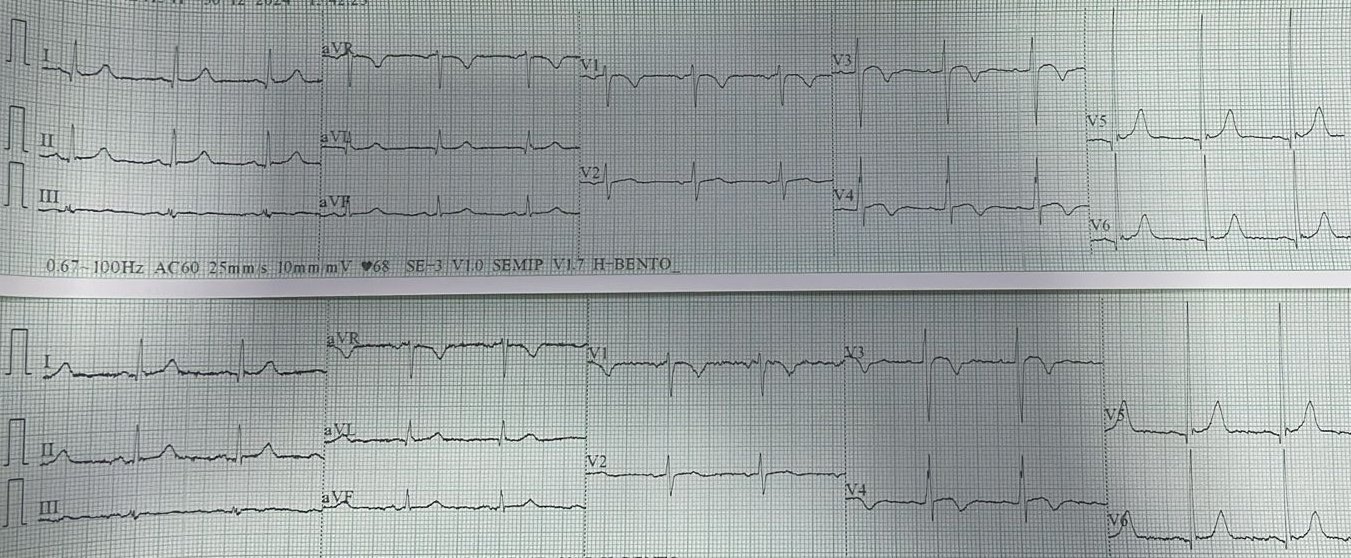 I
aVR
V1
V3
II
aVL
V5
III
aVF
V2
V4
V6
0.67~100Hz AC60 25mm/s 10mm/mV ♥68 SE-3 V1.0 SEMIP V1.7 H-BENTO_
I
aVR
V1
V3
II
aVL
V5
III
aVF
V2
V4
V6